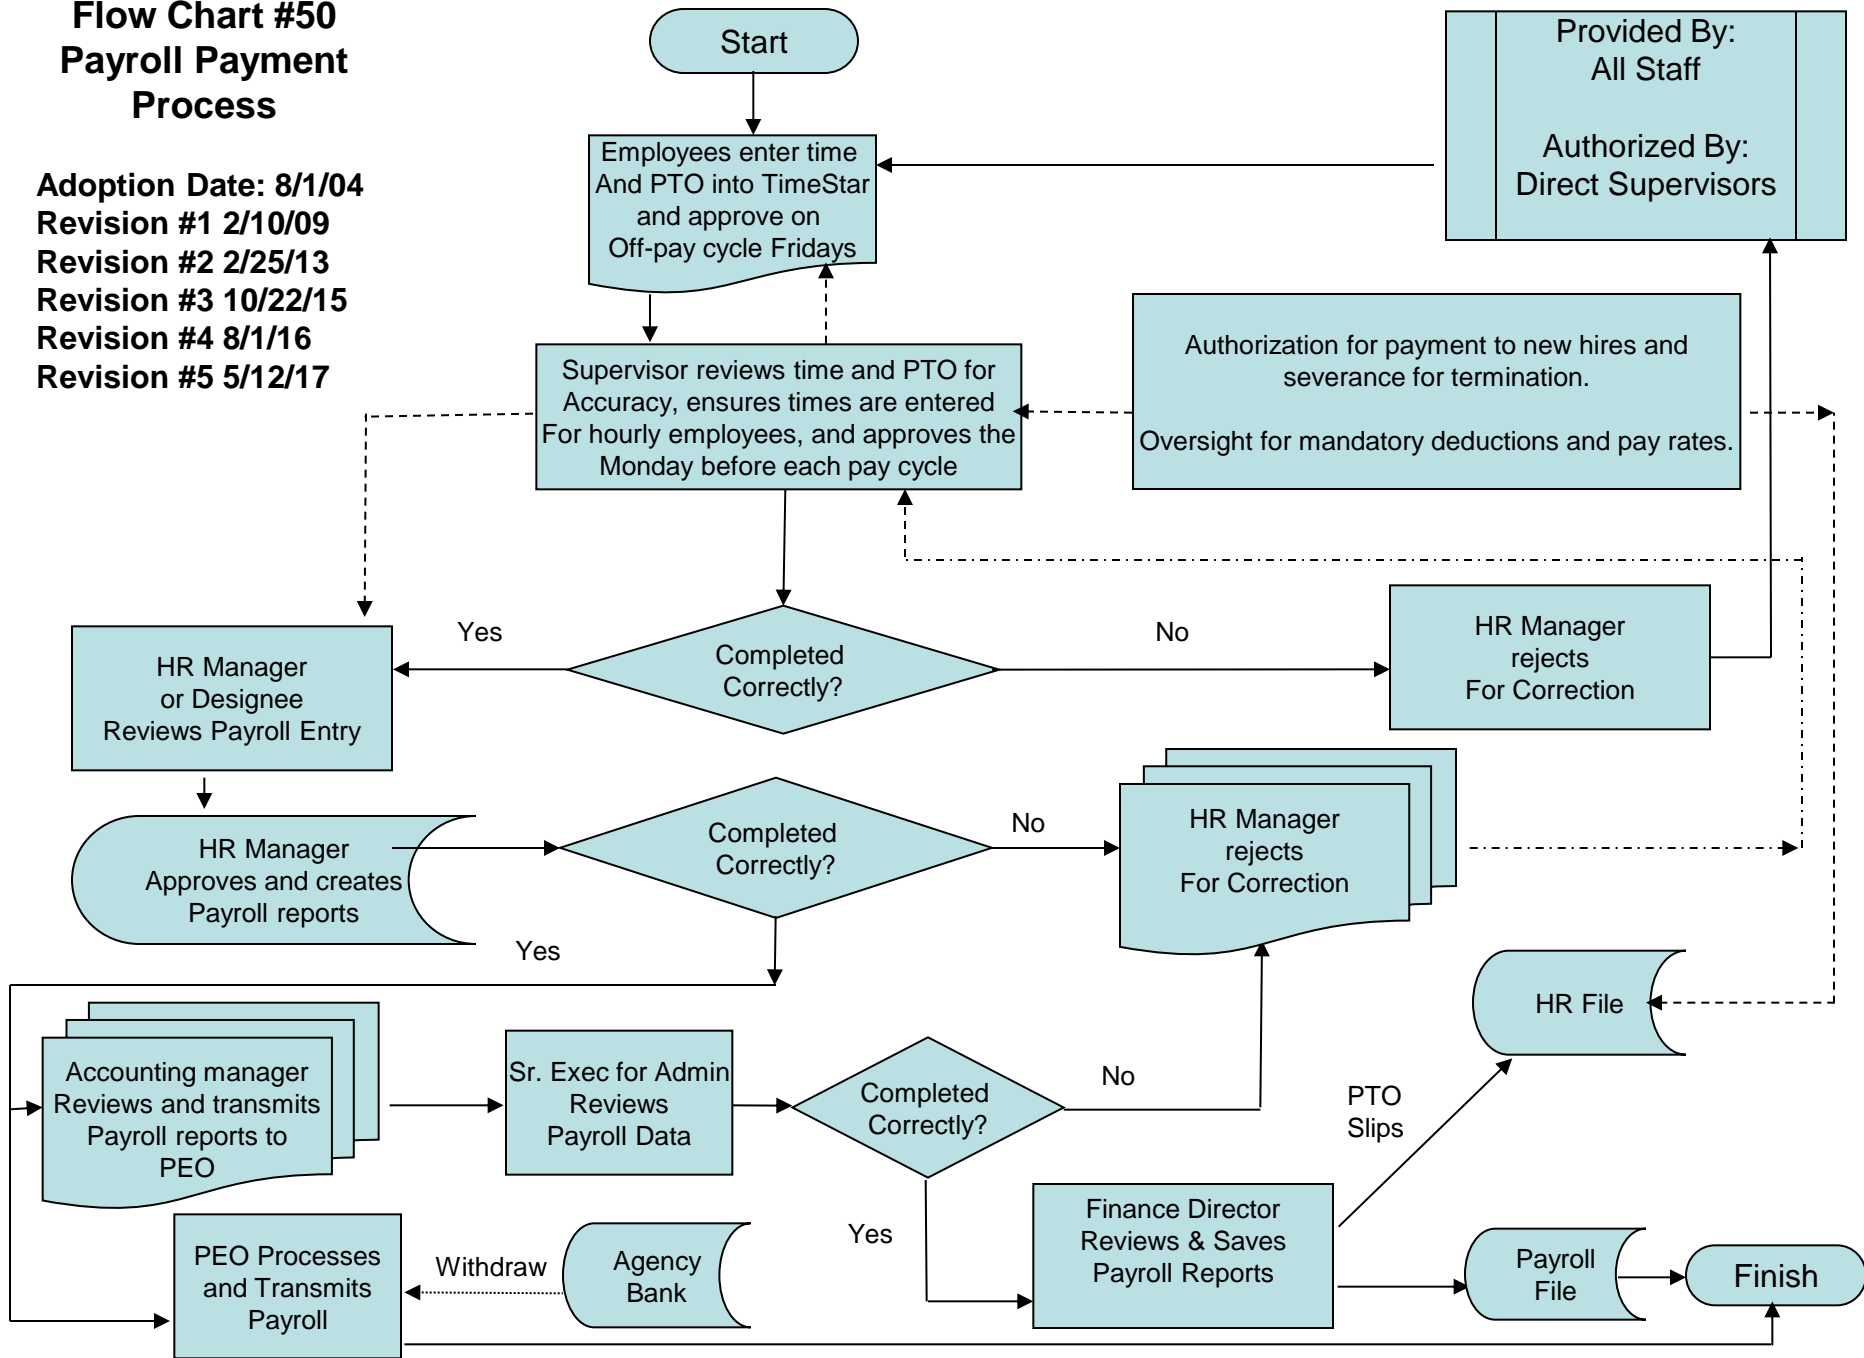 Flow Chart #50
Payroll Payment
Process
Adoption Date: 8/1/04
Revision #1 2/10/09
Revision #2 2/25/13
Revision #3 10/22/15
Revision #4 8/1/16
Revision #5 5/12/17
Start
Provided By:
All Staff
Authorized By:
Direct Supervisors
Employees enter time
And PTO into TimeStar
and approve on
Off-pay cycle Fridays
Supervisor reviews time and PTO for
Accuracy, ensures times are entered
For hourly employees, and approves the
Monday before each pay cycle
Authorization for payment to new hires and
severance for termination.
Oversight for mandatory deductions and pay rates.
Yes
Completed
Correctly?
No
HR Manager
rejects
For Correction
HR Manager
or Designee
Reviews Payroll Entry
HR Manager
Approves and creates
Payroll reports
Completed
Correctly?
No
HR Manager
rejects
For Correction
Yes
HR File
Accounting manager
Reviews and transmits
Payroll reports to
PEO
Sr. Exec for Admin
Reviews
Payroll Data
Completed
Correctly?
No
PTO
Slips
Yes
Finance Director
Reviews & Saves
Payroll Reports
PEO Processes
and Transmits
Payroll
Withdraw
Agency
Bank
Payroll
File
Finish